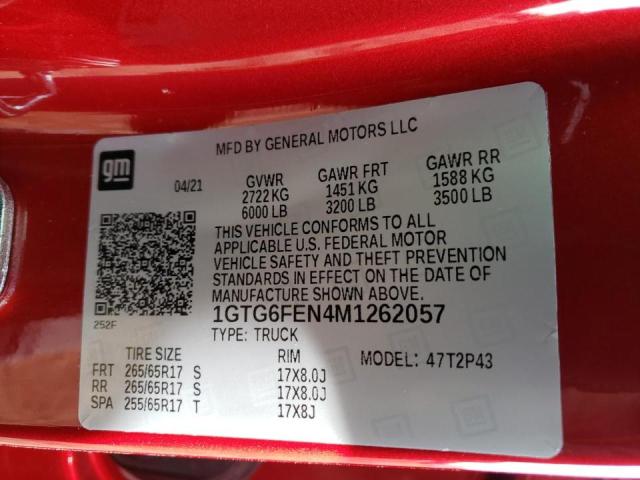 MFD BY GENERAL MOTORS LLC
gm
04/21 GVWR GAWR FRT GAWR RR
2722 KG 1451 KG 1588 KG
6000 LB 3200 LB 3500 LB
THIS VEHICLE CONFORMS TO ALL
APPLICABLE U.S. FEDERAL MOTOR
VEHICLE SAFETY AND THEFT PREVENTION
STANDARDS IN EFFECT ON THE DATE OF
MANUFACTURE SHOWN ABOVE.
252F
1GTG6FEN4M1262057
TYPE: TRUCK
TIRE SIZE RIM MODEL: 47T2P43
FRT 265/65R17 S 17X8.0J
RR 265/65R17 S 17X8.0J
SPA 255/65R17 T 17X8J